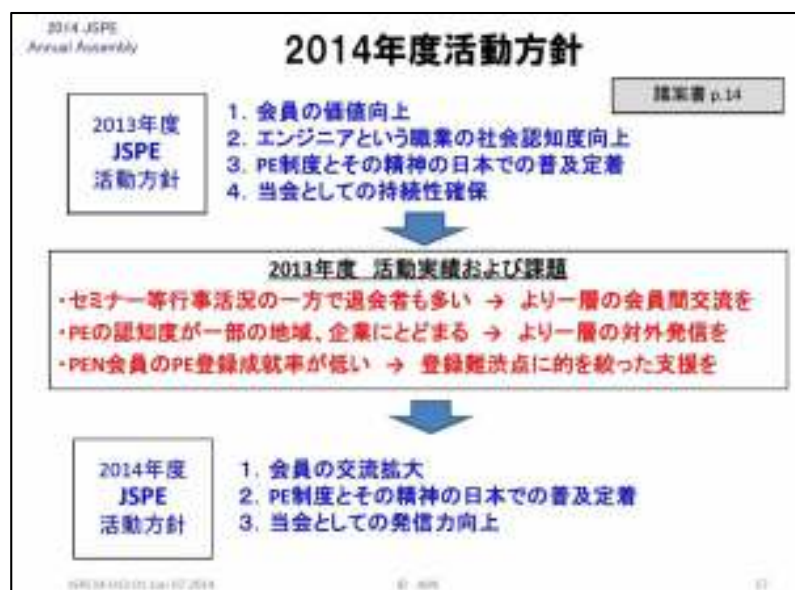 2014 JSPE
Annual Assembly
2014年度活動方針
議案書 p.14
2013年度
JSPE
活動方針
1. 会員の価値向上
2. エンジニアという職業の社会認知度向上
3. PE制度とその精神の日本での普及定着
4. 当会としての持続性確保
2013年度 活動実績および課題
・セミナー等行事活況の一方で退会者も多い → より一層の会員間交流を
・PEの認知度が一部の地域、企業にとどまる → より一層の対外発信を
・PEN会員のPE登録成就率が低い → 登録難渋点に的を絞った支援を
2014年度
JSPE
活動方針
1. 会員の交流拡大
2. PE制度とその精神の日本での普及定着
3. 当会としての発信力向上